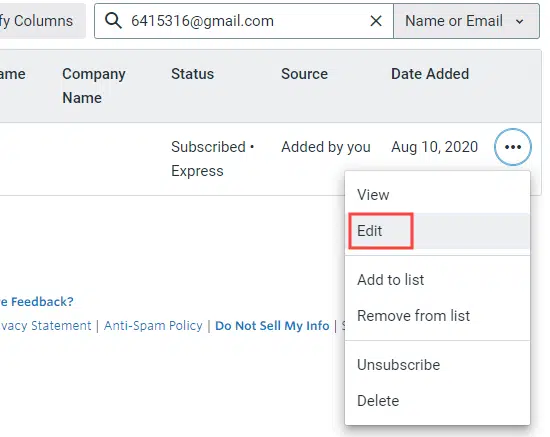 fy Columns 6415316@gmail.com Name or Email
ame Company Name Status Source Date Added
Subscribed • Express Added by you Aug 10, 2020
View
Edit
Add to list
Remove from list
Unsubscribe
Delete
e Feedback?
vacy Statement | Anti-Spam Policy | Do Not Sell My Info | S